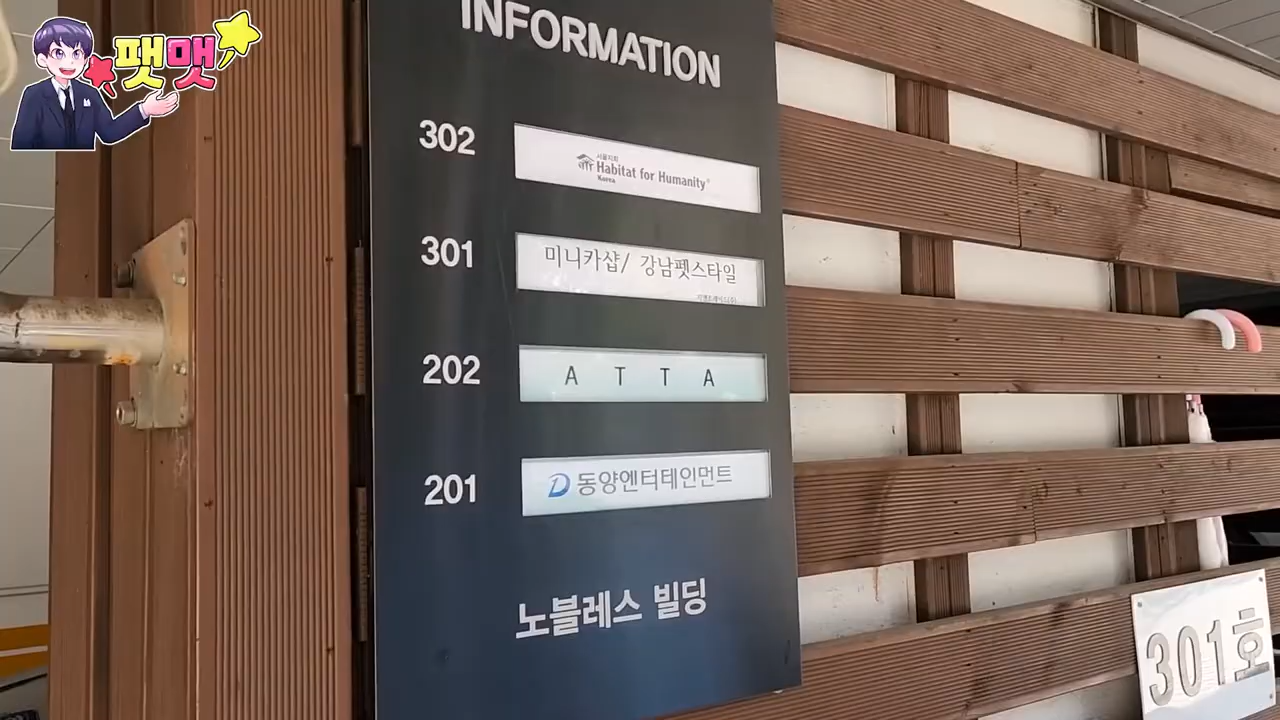 팻맷
INFORMATION
302
서울지회
Habitat for Humanity®
Korea
301
미니카샵/ 강남펫스타일
202
ATTA
201
동양엔터테인먼트
노블레스 빌딩
301호